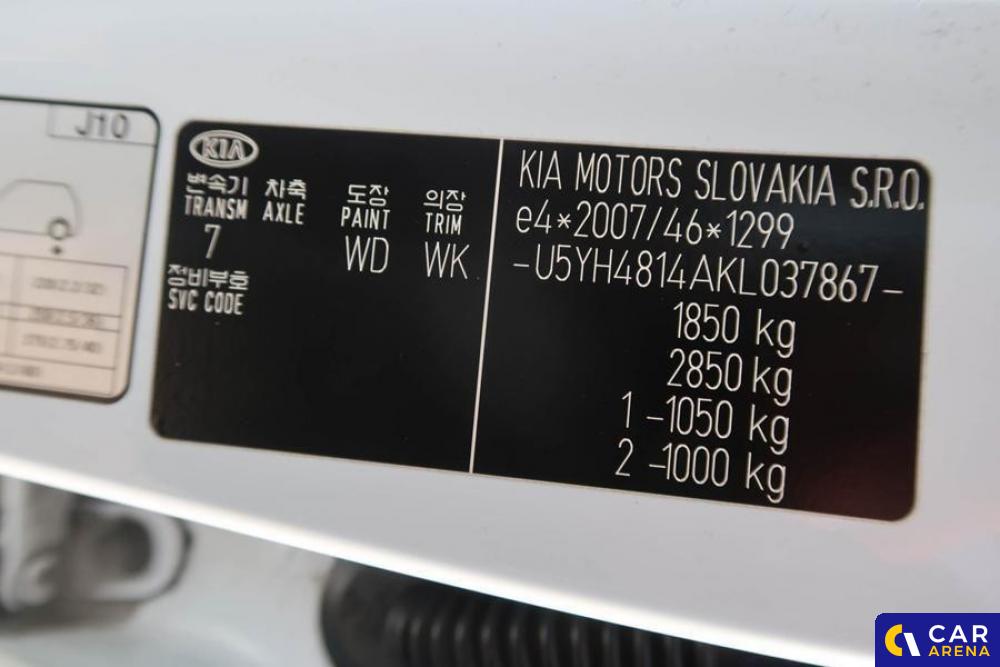 J10
KIA
변속기 차축 도장 의장
TRANSM AXLE PAINT TRIM
7 WD WK
정비부호
SVC CODE
KIA MOTORS SLOVAKIA S.R.O.
e4*2007/46*1299
-U5YH4814AKL037867-
1850 kg
2850 kg
1 -1050 kg
2 -1000 kg
CAR
ARENA